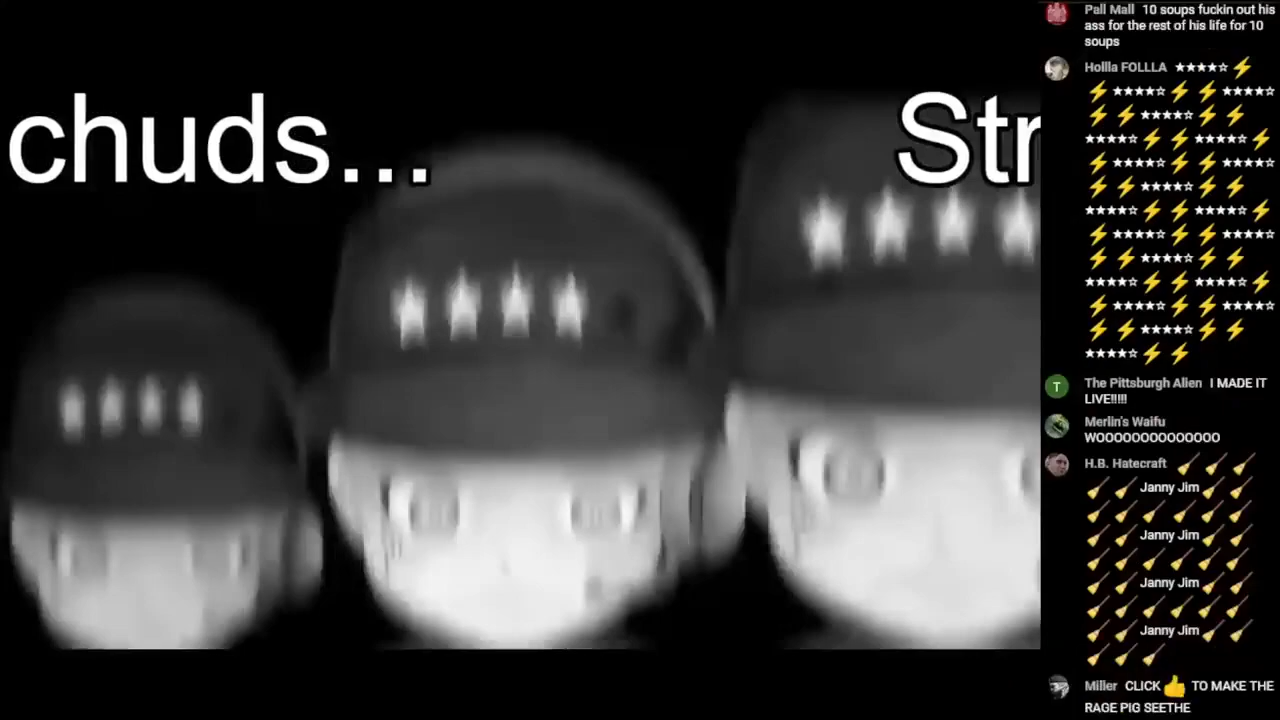 chuds...
Str
Pall Mall 10 soups fuckin out his
ass for the rest of his life for 10
soups
Hollla FOLLLA ★★★★☆⚡
⚡★★★★☆⚡⚡★★★★☆
⚡⚡★★★★☆⚡⚡
★★★★☆⚡⚡★★★★☆⚡
⚡★★★★☆⚡⚡★★★★☆
⚡⚡★★★★☆⚡⚡
★★★★☆⚡⚡★★★★☆⚡
⚡★★★★☆⚡⚡★★★★☆
⚡⚡★★★★☆⚡⚡
★★★★☆⚡⚡★★★★☆⚡
⚡★★★★☆⚡⚡★★★★☆
⚡⚡★★★★☆⚡⚡
★★★★☆⚡⚡
T The Pittsburgh Alien I MADE IT
LIVE!!!!!
Merlin's Waifu
WOOOOOOOOOOOOOO
H.B. Hatecraft 🧹🧹🧹
🧹🧹Janny Jim🧹🧹
🧹🧹🧹🧹🧹🧹
🧹🧹Janny Jim🧹🧹
🧹🧹🧹🧹🧹🧹
🧹🧹Janny Jim🧹🧹
🧹🧹🧹🧹🧹🧹
🧹🧹Janny Jim🧹🧹
🧹🧹🧹
Miller CLICK👍TO MAKE THE
RAGE PIG SEETHE